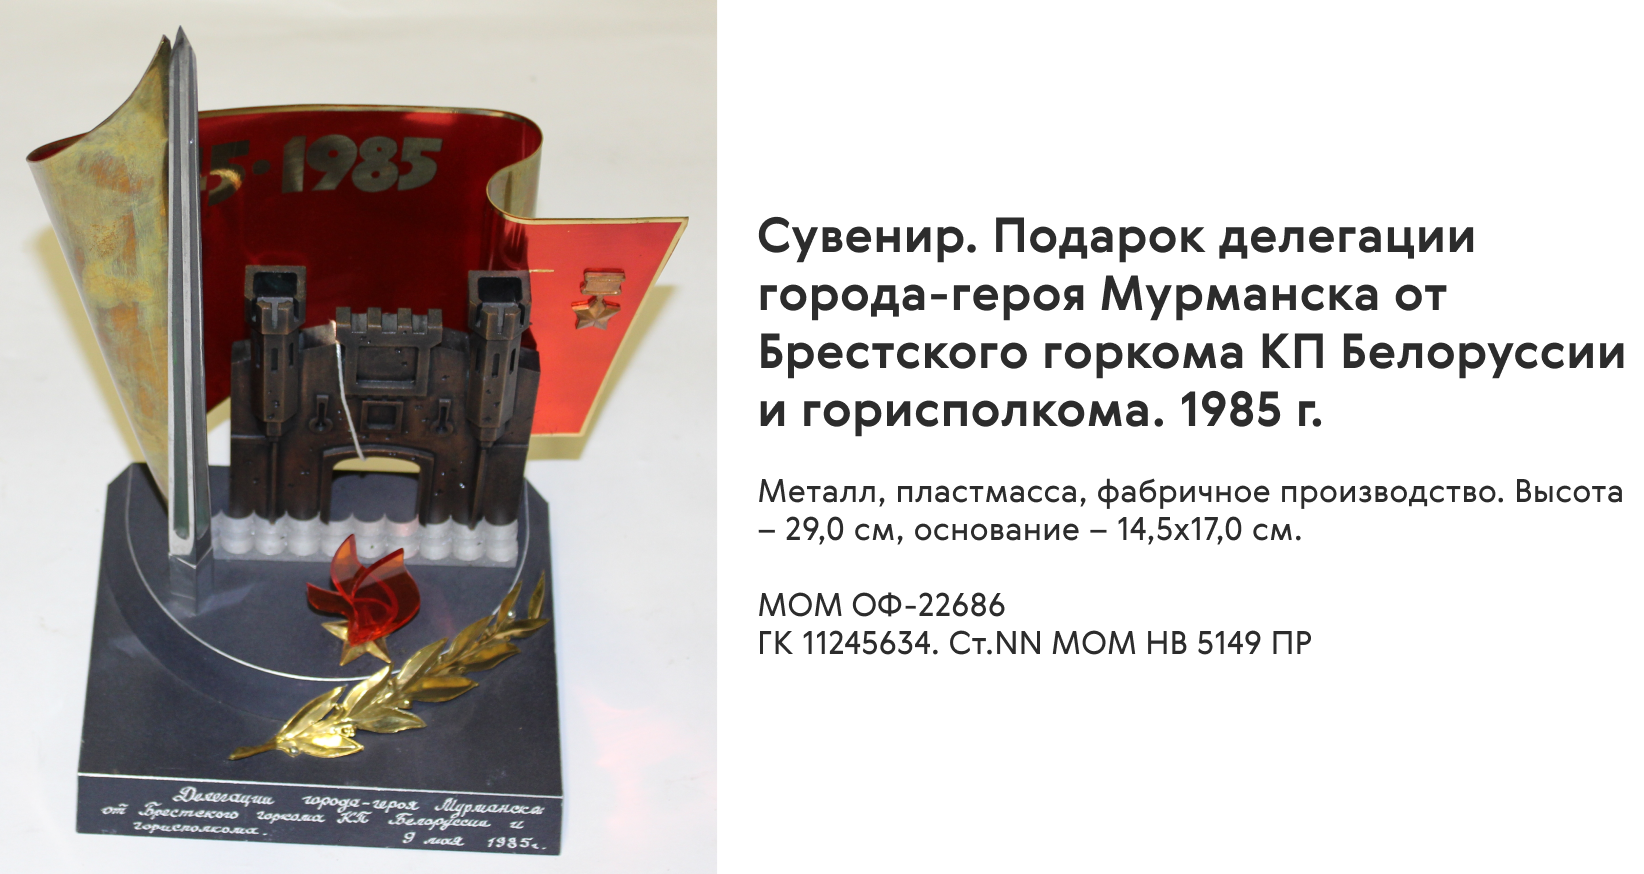 5·1985
Делегации города-героя Мурманска
от Брестского горкома КП Белоруссии и
горисполкома. 9 мая 1985г.
Сувенир. Подарок делегации
города-героя Мурманска от
Брестского горкома КП Белоруссии
и горисполкома. 1985 г.
Металл, пластмасса, фабричное производство. Высота
– 29,0 см, основание – 14,5х17,0 см.
МОМ ОФ-22686
ГК 11245634. Ст.NN МОМ НВ 5149 ПР